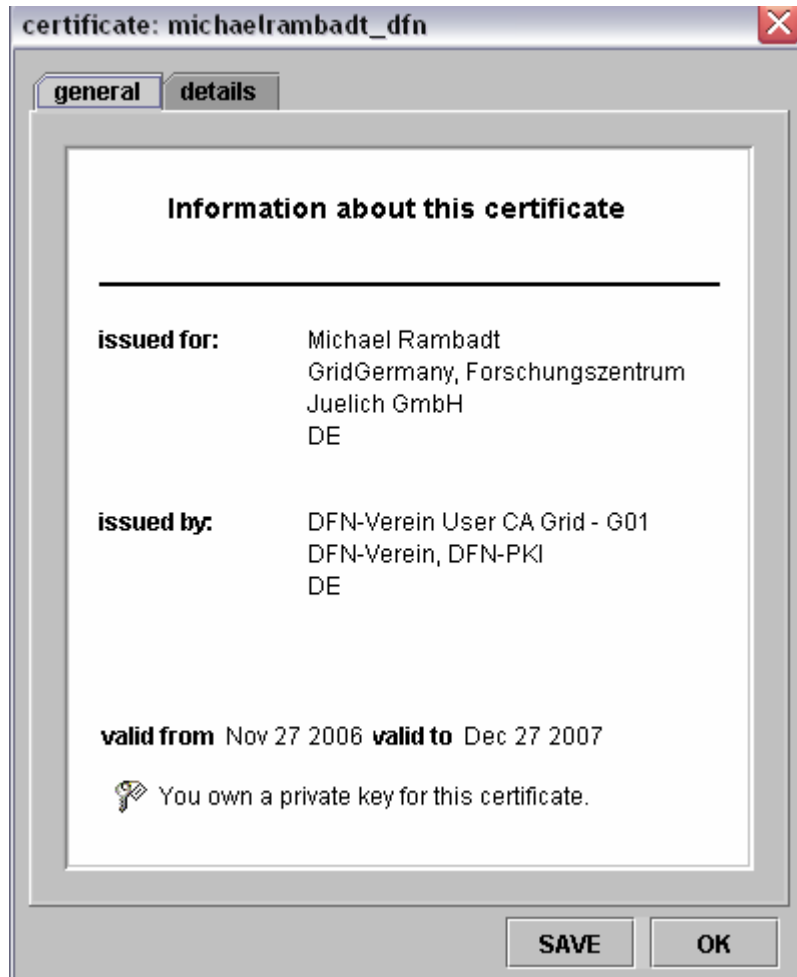 certificate: michaelrambadt_dfn
general details
Information about this certificate
issued for: Michael Rambadt
GridGermany, Forschungszentrum
Juelich GmbH
DE
issued by: DFN-Verein User CA Grid - G01
DFN-Verein, DFN-PKI
DE
valid from Nov 27 2006 valid to Dec 27 2007
You own a private key for this certificate.
SAVE OK